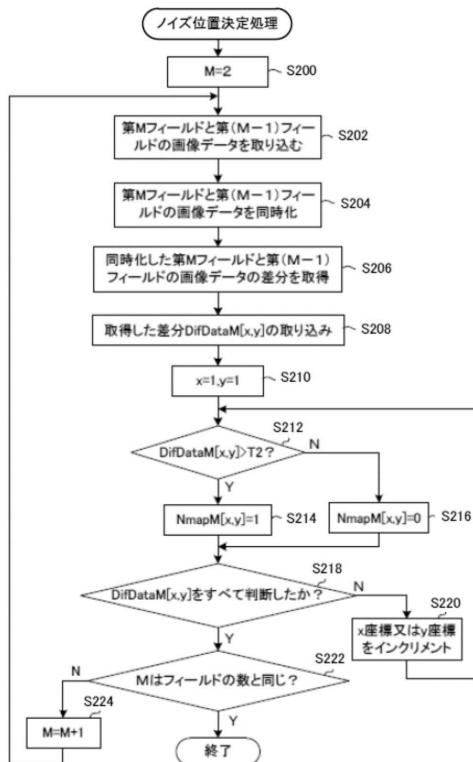 ノイズ位置決定処理
M=2
S200
第Mフィールドと第(M-1)フィー
ルドの画像データを取り込む
S202
第Mフィールドと第(M-1)フィー
ルドの画像データを同時化
S204
同時化した第Mフィールドと第(M-1)
フィールドの画像データの差分を取得
S206
取得した差分DifDataM[x,y]の取り込み
S208
x=1,y=1
S210
S212
DifDataM[x,y]>T2?
N
Y
NmapM[x,y]=1
S214
NmapM[x,y]=0
S216
S218
DifDataM[x,y]をすべて判断したか?
N
Y
S220
x座標又はy座標
をインクリメント
S222
Mはフィールドの数と同じ?
N
Y
S224
M=M+1
終了